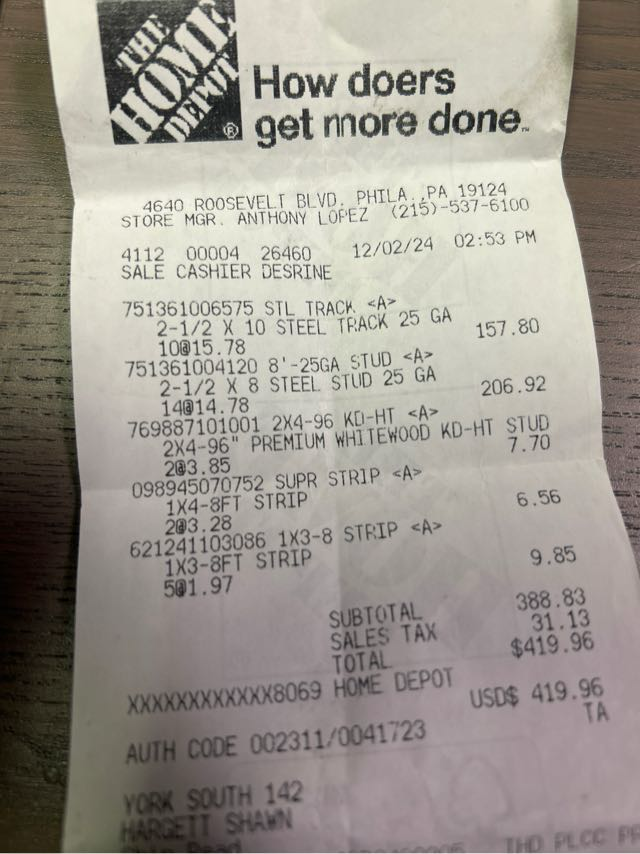 THE
HOME
DEPOT®
How doers
get more done™
4640 ROOSEVELT BLVD. PHILA.,PA 19124
STORE MGR. ANTHONY LOPEZ (215)-537-6100
4112 00004 26460 12/02/24 02:53 PM
SALE CASHIER DESRINE
751361006575 STL TRACK <A>
2-1/2 X 10 STEEL TRACK 25 GA
10@15.78 157.80
751361004120 8'-25GA STUD <A>
2-1/2 X 8 STEEL STUD 25 GA
14@14.78 206.92
769887101001 2X4-96 KD-HT <A>
2X4-96" PREMIUM WHITEWOOD KD-HT STUD
2@3.85 7.70
098945070752 SUPR STRIP <A>
1X4-8FT STRIP
2@3.28 6.56
621241103086 1X3-8 STRIP <A>
1X3-8FT STRIP
5@1.97 9.85
SUBTOTAL 388.83
SALES TAX 31.13
TOTAL $419.96
XXXXXXXXXXXX8069 HOME DEPOT
USD$ 419.96
AUTH CODE 002311/0041723 TA
YORK SOUTH 142
HARGETT SHAWN
THD PLCC